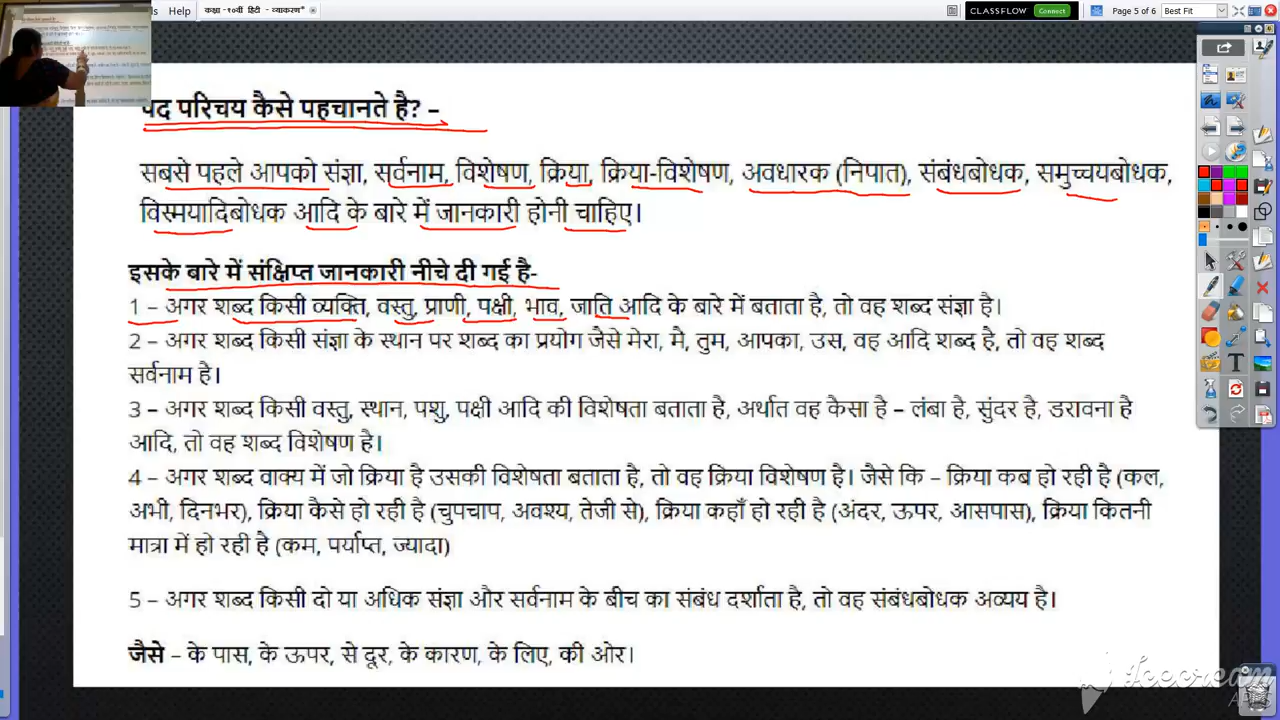 Help
कक्षा -१०वीं हिंदी - व्याकरण*
CLASSFLOW
Connect
Page 5 of 6
Best Fit
पद परिचय कैसे पहचानते है? –
सबसे पहले आपको संज्ञा, सर्वनाम, विशेषण, क्रिया, क्रिया-विशेषण, अवधारक (निपात), संबंधबोधक, समुच्चयबोधक,
विस्मयादिबोधक आदि के बारे में जानकारी होनी चाहिए।
इसके बारे में संक्षिप्त जानकारी नीचे दी गई है-
1 – अगर शब्द किसी व्यक्ति, वस्तु, प्राणी, पक्षी, भाव, जाति आदि के बारे में बताता है, तो वह शब्द संज्ञा है।
2 – अगर शब्द किसी संज्ञा के स्थान पर शब्द का प्रयोग जैसे मेरा, मै, तुम, आपका, उस, वह आदि शब्द है, तो वह शब्द
सर्वनाम है।
3 – अगर शब्द किसी वस्तु, स्थान, पशु, पक्षी आदि की विशेषता बताता है, अर्थात वह कैसा है – लंबा है, सुंदर है, डरावना है
आदि, तो वह शब्द विशेषण है।
4 – अगर शब्द वाक्य में जो क्रिया है उसकी विशेषता बताता है, तो वह क्रिया विशेषण है। जैसे कि – क्रिया कब हो रही है (कल,
अभी, दिनभर), क्रिया कैसे हो रही है (चुपचाप, अवश्य, तेजी से), क्रिया कहाँ हो रही है (अंदर, ऊपर, आसपास), क्रिया कितनी
मात्रा में हो रही है (कम, पर्याप्त, ज्यादा)
5 – अगर शब्द किसी दो या अधिक संज्ञा और सर्वनाम के बीच का संबंध दर्शाता है, तो वह संबंधबोधक अव्यय है।
जैसे – के पास, के ऊपर, से दूर, के कारण, के लिए, की ओर।